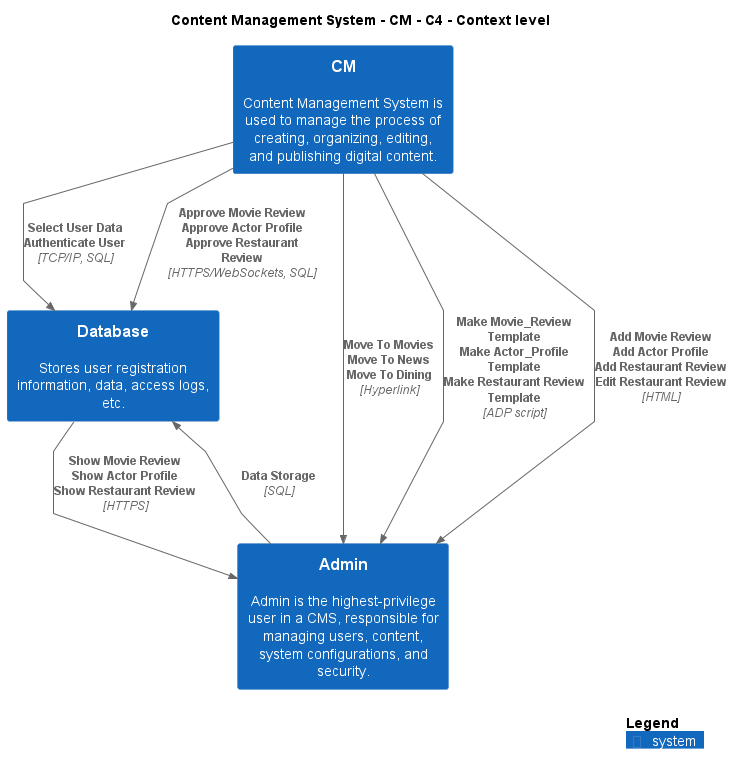 Content Management System - CM - C4 - Context level
CM
Content Management System is
used to manage the process of
creating, organizing, editing,
and publishing digital content.
Select User Data
Authenticate User
[TCP/IP, SQL]
Approve Movie Review
Approve Actor Profile
Approve Restaurant
Review
[HTTPS/WebSockets, SQL]
Database
Stores user registration
information, data, access logs,
etc.
Move To Movies
Move To News
Move To Dining
[Hyperlink]
Make Movie_Review
Template
Make Actor_Profile
Template
Make Restaurant Review
Template
[ADP script]
Add Movie Review
Add Actor Profile
Add Restaurant Review
Edit Restaurant Review
[HTML]
Show Movie Review
Show Actor Profile
Show Restaurant Review
[HTTPS]
Data Storage
[SQL]
Admin
Admin is the highest-privilege
user in a CMS, responsible for
managing users, content,
system configurations, and
security.
Legend
system